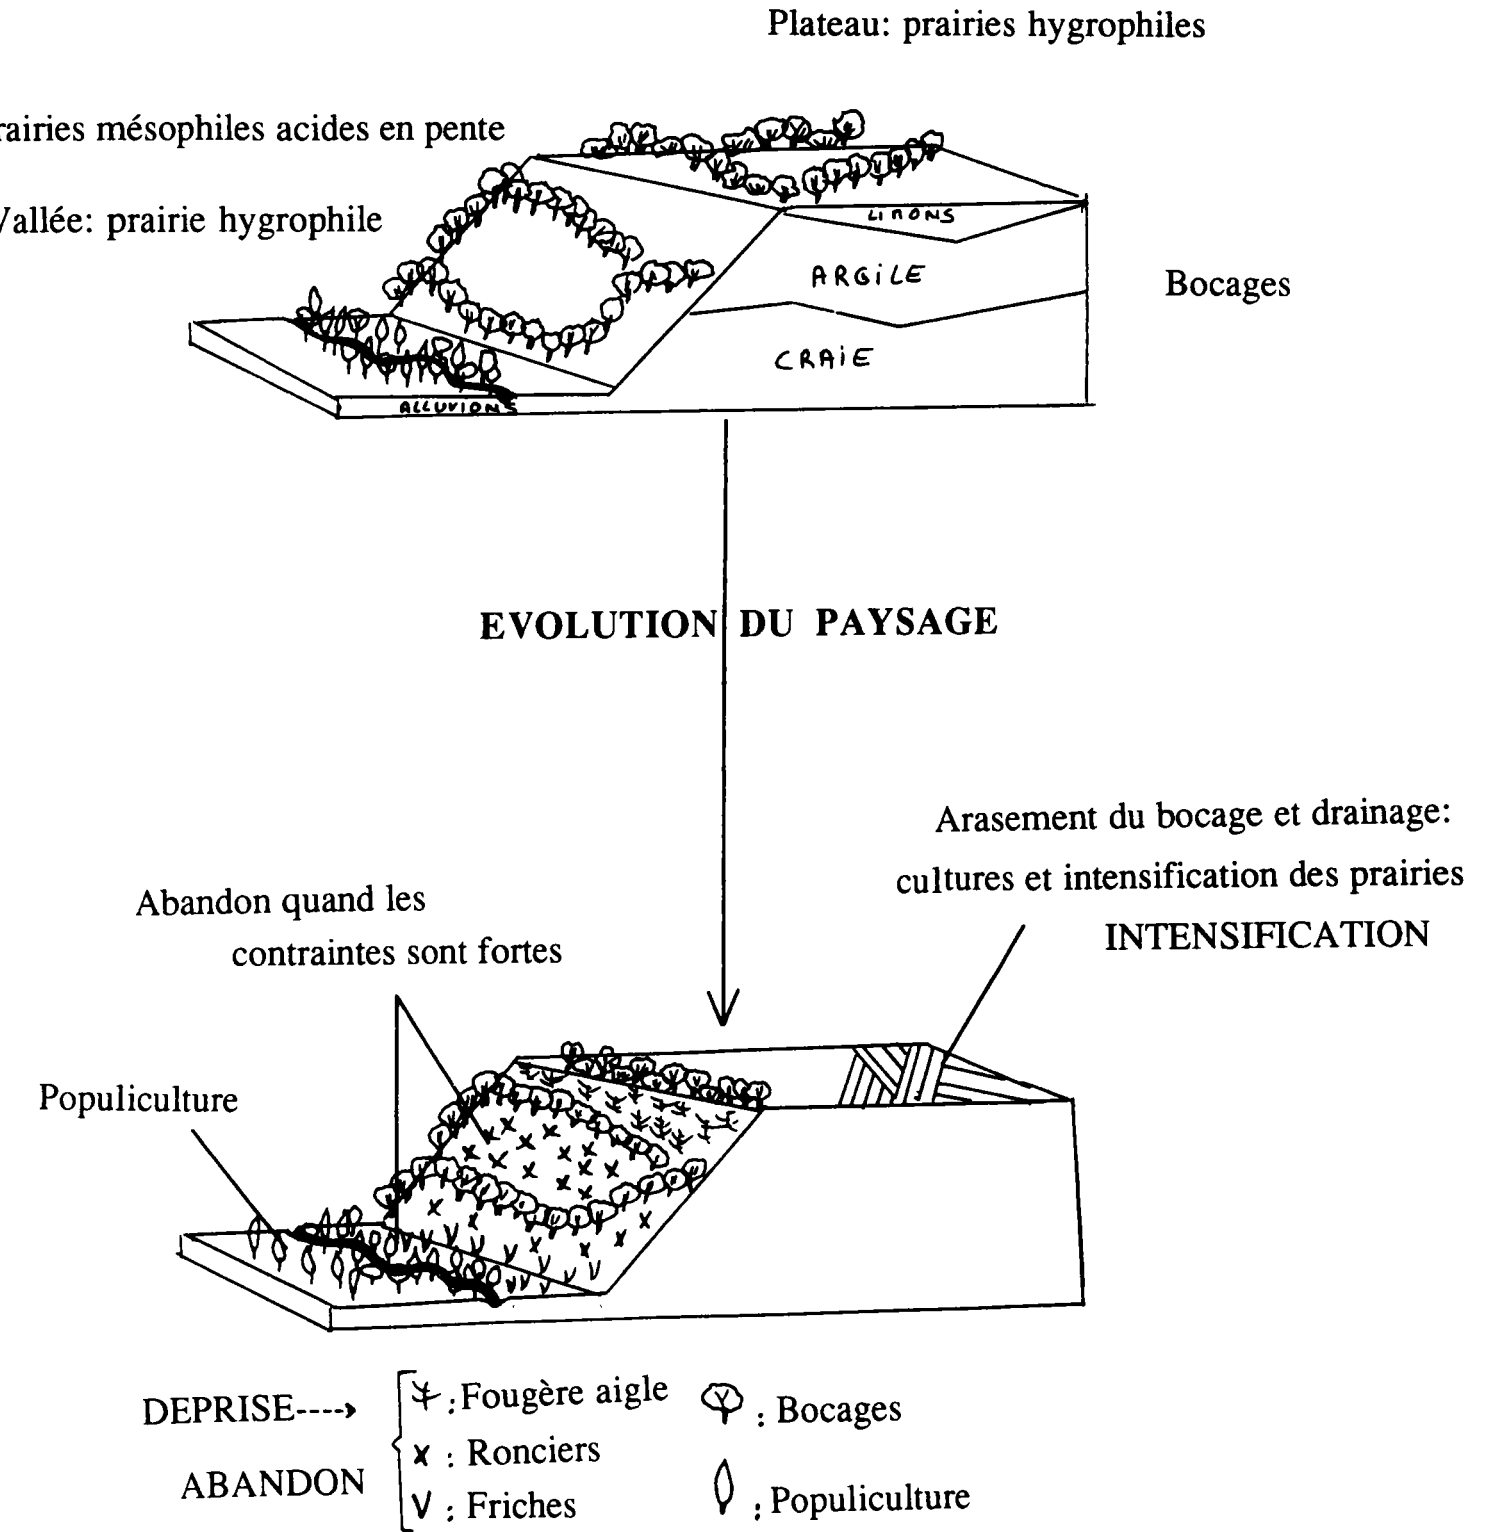 Plateau: prairies hygrophiles
rairies mésophiles acides en pente
Vallée: prairie hygrophile
LIMONS
ARGILE
Bocages
CRAIE
ALLUVIONS
EVOLUTION DU PAYSAGE
Arasement du bocage et drainage:
cultures et intensification des prairies
INTENSIFICATION
Abandon quand les
contraintes sont fortes
Populiculture
DEPRISE---->
ABANDON
: Fougère aigle
: Ronciers
: Friches
: Bocages
: Populiculture